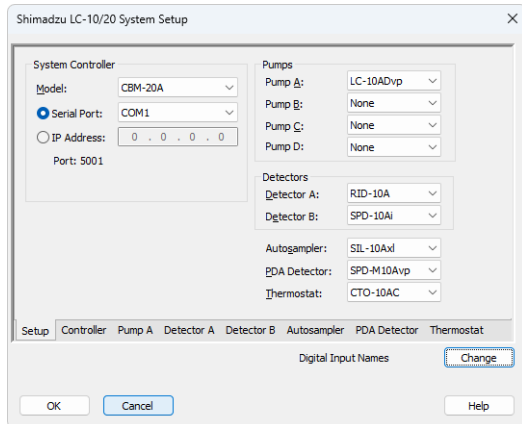 Shimadzu LC-10/20 System Setup
System Controller
Model: CBM-20A
Serial Port: COM1
IP Address: 0 . 0 . 0 . 0
Port: 5001
Pumps
Pump A: LC-10ADvp
Pump B: None
Pump C: None
Pump D: None
Detectors
Detector A: RID-10A
Detector B: SPD-10Ai
Autosampler: SIL-10Axl
PDA Detector: SPD-M10Avp
Thermostat: CTO-10AC
Setup Controller Pump A Detector A Detector B Autosampler PDA Detector Thermostat
Digital Input Names Change
OK Cancel Help